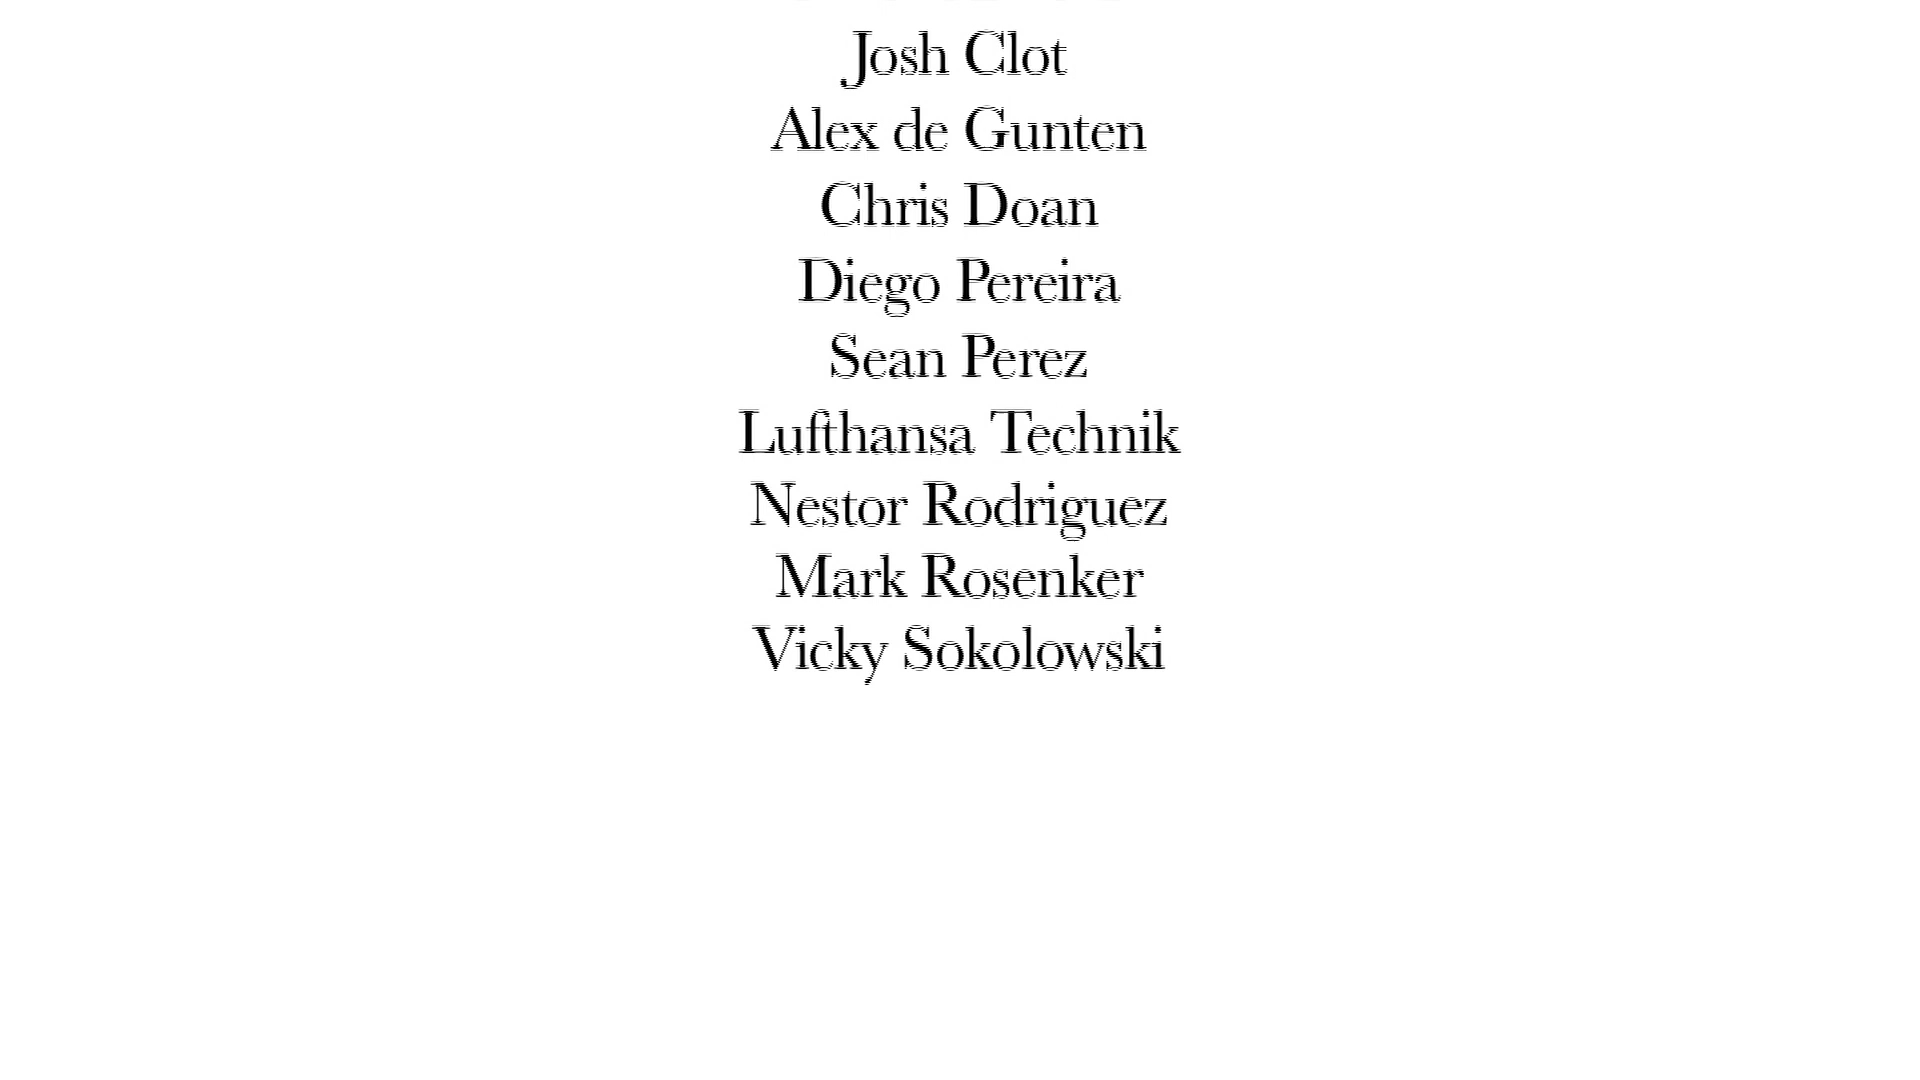 Josh Clot
Alex de Gunten
Chris Doan
Diego Pereira
Sean Perez
Lufthansa Technik
Nestor Rodriguez
Mark Rosenker
Vicky Sokolowski